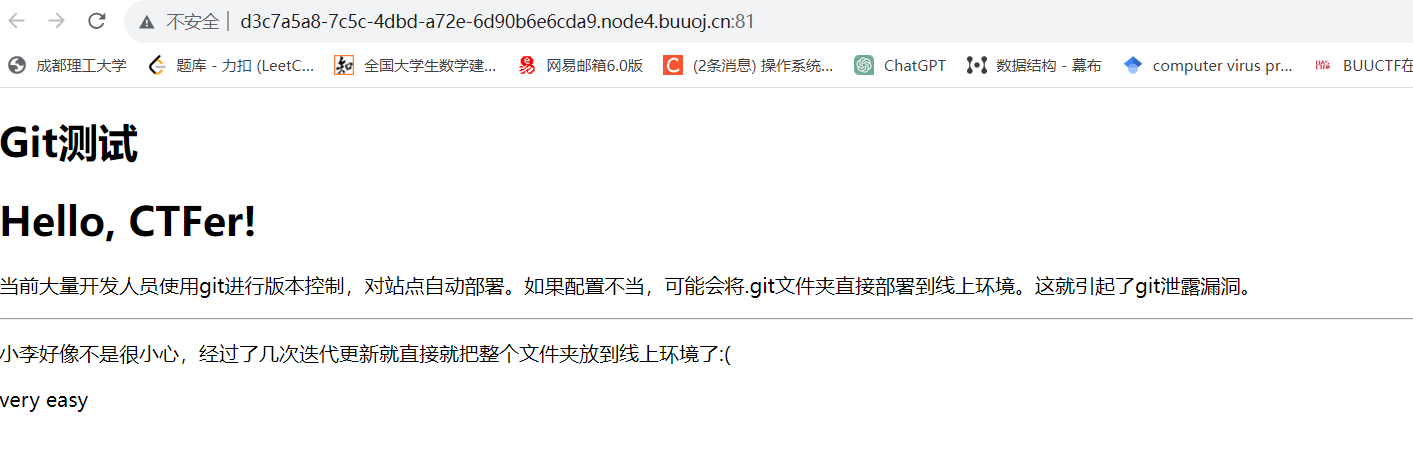 不安全 | d3c7a5a8-7c5c-4dbd-a72e-6d90b6e6cda9.node4.buuoj.cn:81
成都理工大学 题库 - 力扣 (LeetC... 知 全国大学生数学建... 易 网易邮箱6.0版 C (2条消息) 操作系统... ChatGPT 数据结构 - 幕布 computer virus pr... BUUCTF在
Git测试
Hello, CTFer!
当前大量开发人员使用git进行版本控制，对站点自动部署。如果配置不当，可能会将.git文件夹直接部署到线上环境。这就引起了git泄露漏洞。
小李好像不是很小心，经过了几次迭代更新就直接就把整个文件夹放到线上环境了:(
very easy